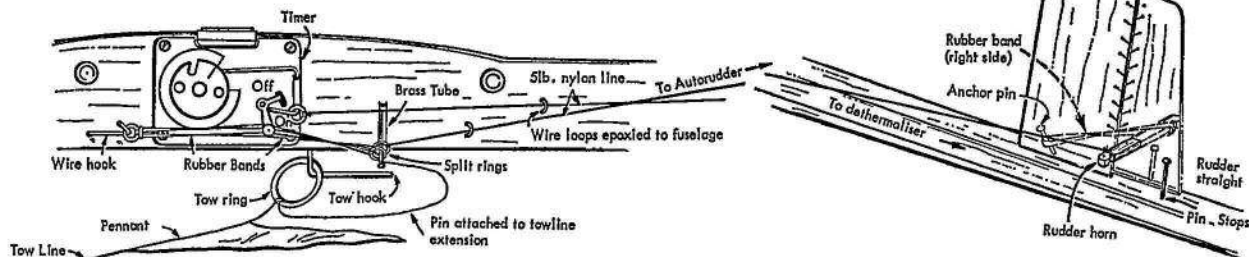 Timer
Off
On
5lb. nylon line
Brass Tube
To Autorudder
Wire loops epoxied to fuselage
Wire hook
Rubber Bands
Split rings
Tow ring
Tow hook
Pennant
Pin attached to towline
extension
Tow Line
Rubber band
(right side)
Anchor pin
To dethermaliser
Rudder
straight
Pin - Stops
Rudder horn